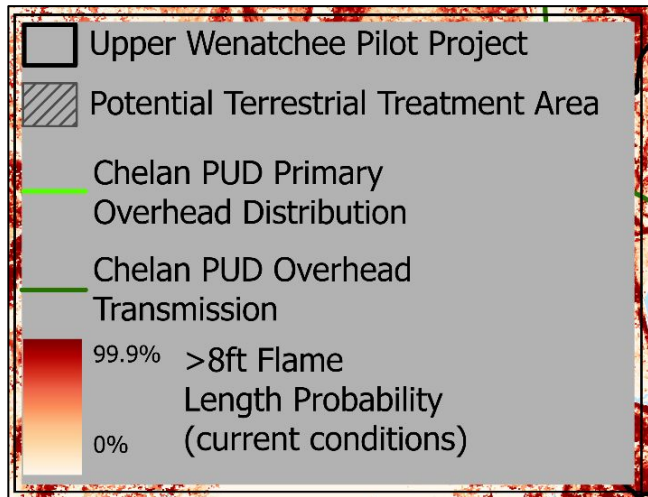 Upper Wenatchee Pilot Project
Potential Terrestrial Treatment Area
Chelan PUD Primary
Overhead Distribution
Chelan PUD Overhead
Transmission
99.9%
>8ft Flame
Length Probability
(current conditions)
0%